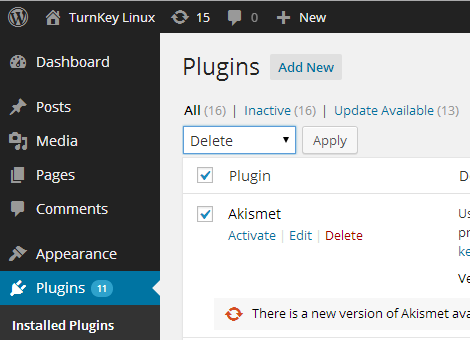 TurnKey Linux 15 0 + New
Dashboard
Posts
Media
Pages
Comments
Appearance
Plugins 11
Installed Plugins
Plugins Add New
All (16) | Inactive (16) | Update Available (13)
Delete Apply
Plugin D
Akismet Us
Activate | Edit | Delete pr
ke
Ve
There is a new version of Akismet ava